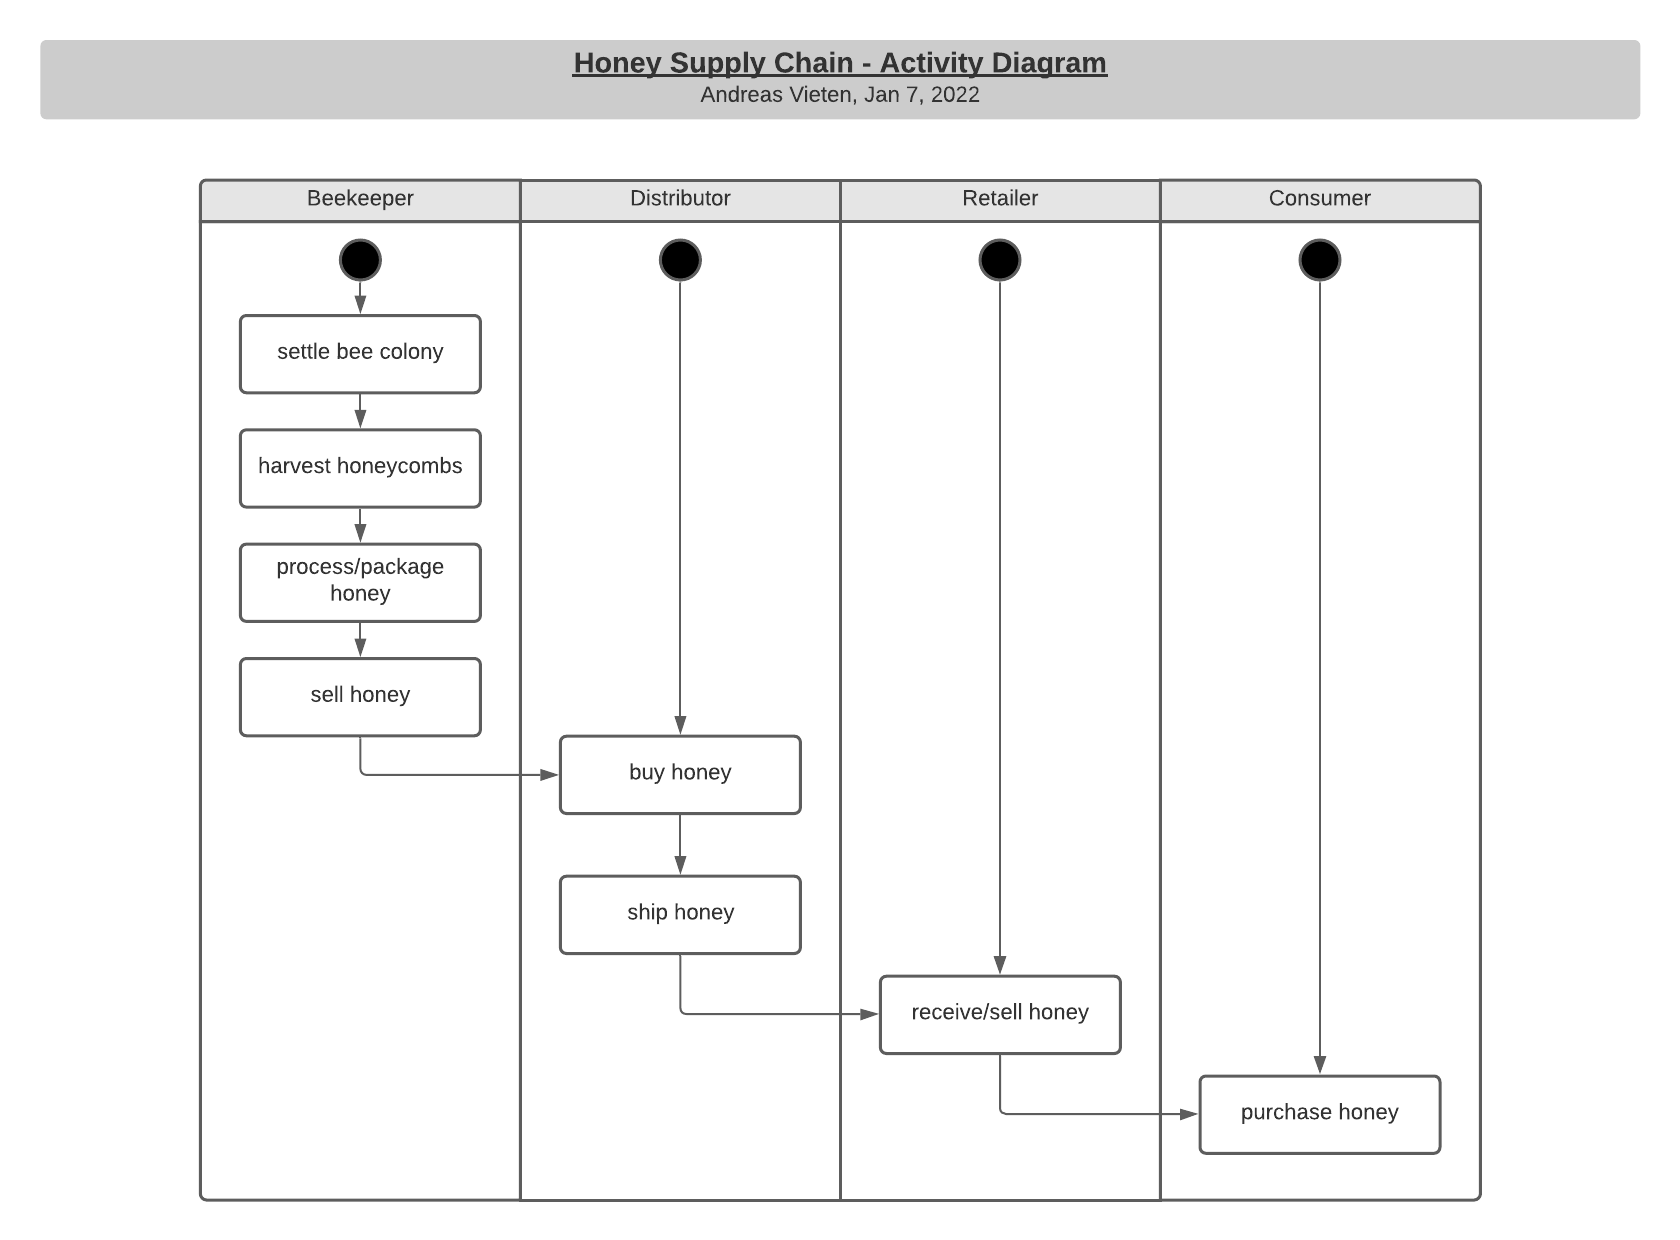 Honey Supply Chain - Activity Diagram
Andreas Vieten, Jan 7, 2022
Beekeeper
Distributor
Retailer
Consumer
settle bee colony
harvest honeycombs
process/package
honey
sell honey
buy honey
ship honey
receive/sell honey
purchase honey